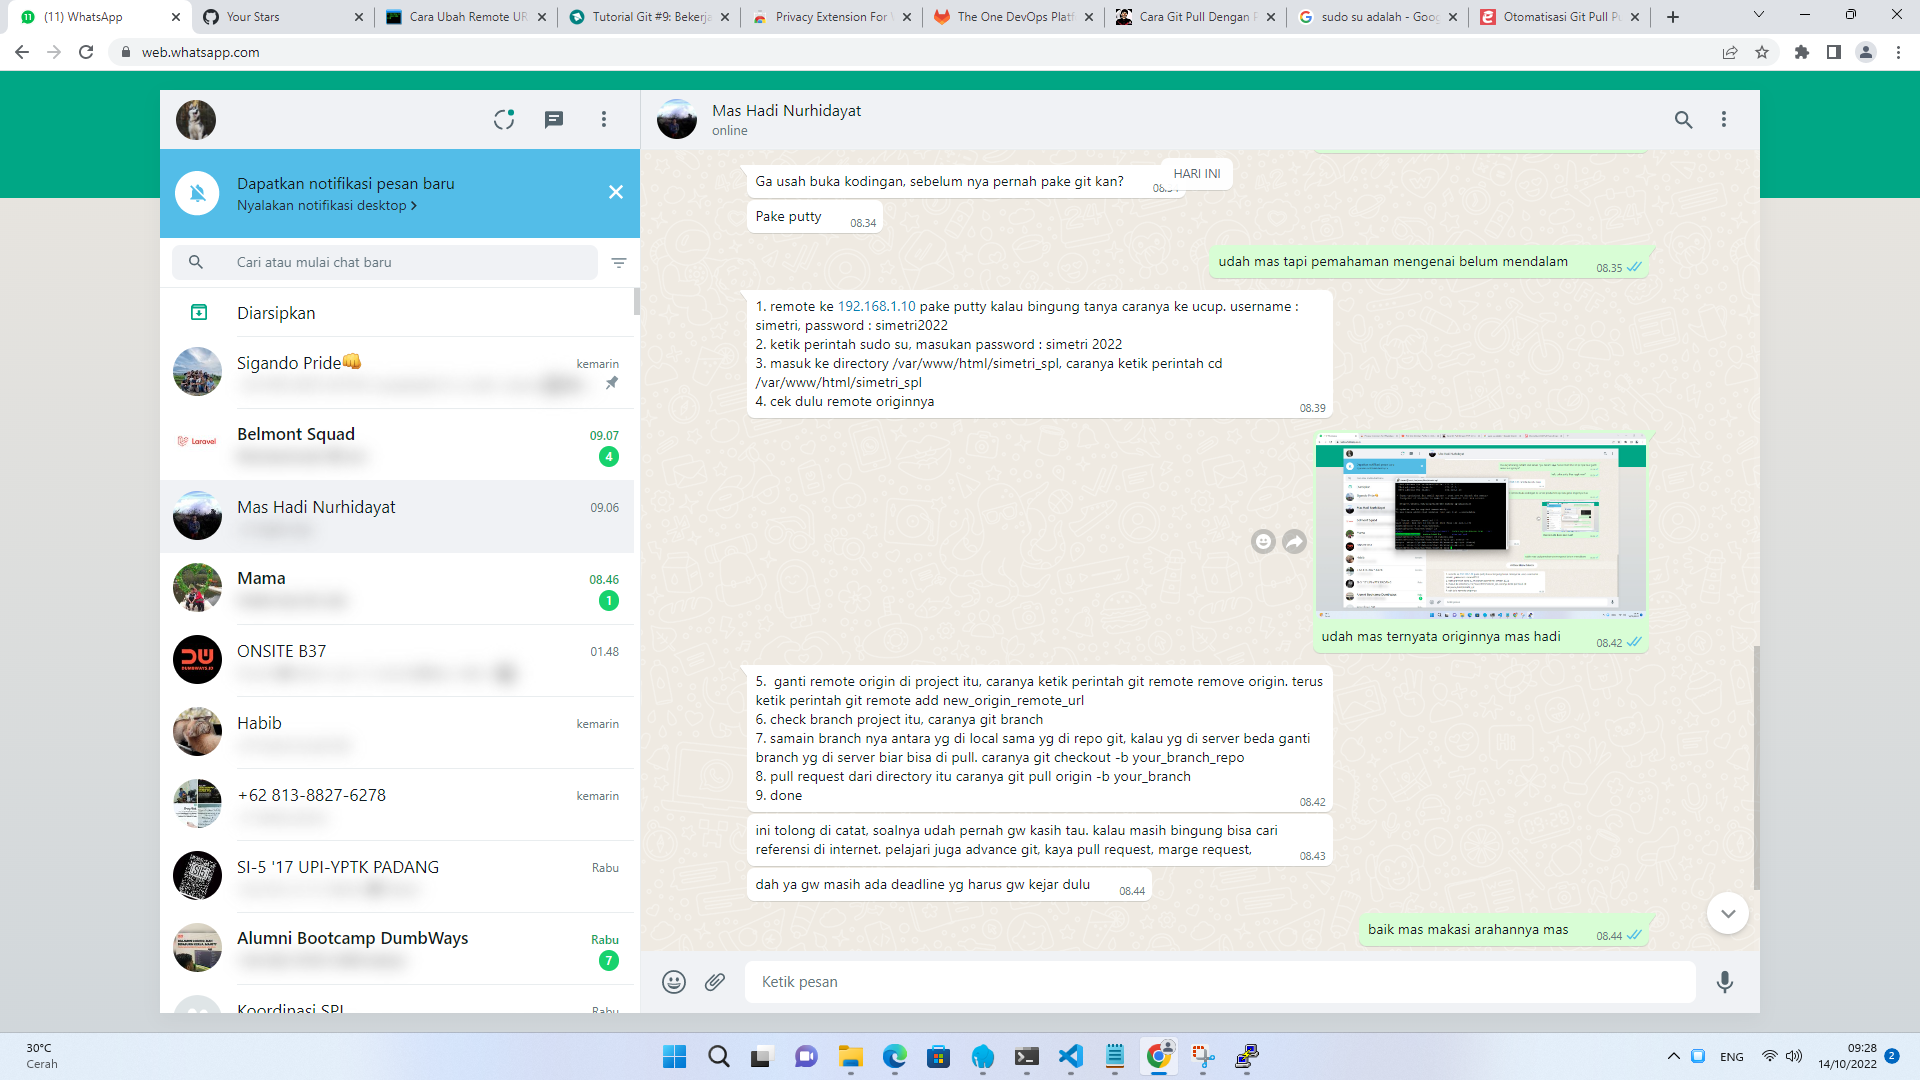 (11) WhatsApp
Your Stars
Cara Ubah Remote UR
Tutorial Git #9: Bekerja
Privacy Extension For
The One DevOps Platf
Cara Git Pull Dengan
sudo su adalah - Goo
Otomatisasi Git Pull
web.whatsapp.com
Dapatkan notifikasi pesan baru
Nyalakan notifikasi desktop
Cari atau mulai chat baru
Diarsipkan
Sigando Pride👊
kemarin
Laravel
Belmont Squad
09.07
4
Mas Hadi Nurhidayat
09.06
Mama
08.46
1
DUMBWAYS.ID
ONSITE B37
01.48
Habib
kemarin
+62 813-8827-6278
kemarin
SI-5 '17 UPI-YPTK PADANG
Rabu
Alumni Bootcamp DumbWays
Rabu
7
Koordinasi SPL
Rabu
Mas Hadi Nurhidayat
online
HARI INI
Ga usah buka kodingan, sebelum nya pernah pake git kan?
08.34
Pake putty
08.34
udah mas tapi pemahaman mengenai belum mendalam
08.35
1. remote ke 192.168.1.10 pake putty kalau bingung tanya caranya ke ucup. username :
simetri, password : simetri2022
2. ketik perintah sudo su, masukan password : simetri 2022
3. masuk ke directory /var/www/html/simetri_spl, caranya ketik perintah cd
/var/www/html/simetri_spl
4. cek dulu remote originnya
08.39
udah mas ternyata originnya mas hadi
08.42
5.  ganti remote origin di project itu, caranya ketik perintah git remote remove origin. terus
ketik perintah git remote add new_origin_remote_url
6. check branch project itu, caranya git branch
7. samain branch nya antara yg di local sama yg di repo git, kalau yg di server beda ganti
branch yg di server biar bisa di pull. caranya git checkout -b your_branch_repo
8. pull request dari directory itu caranya git pull origin -b your_branch
9. done
08.42
ini tolong di catat, soalnya udah pernah gw kasih tau. kalau masih bingung bisa cari
referensi di internet. pelajari juga advance git, kaya pull request, marge request,
08.43
dah ya gw masih ada deadline yg harus gw kejar dulu
08.44
baik mas makasi arahannya mas
08.44
Ketik pesan
30°C
Cerah
ENG
09:28
14/10/2022
2